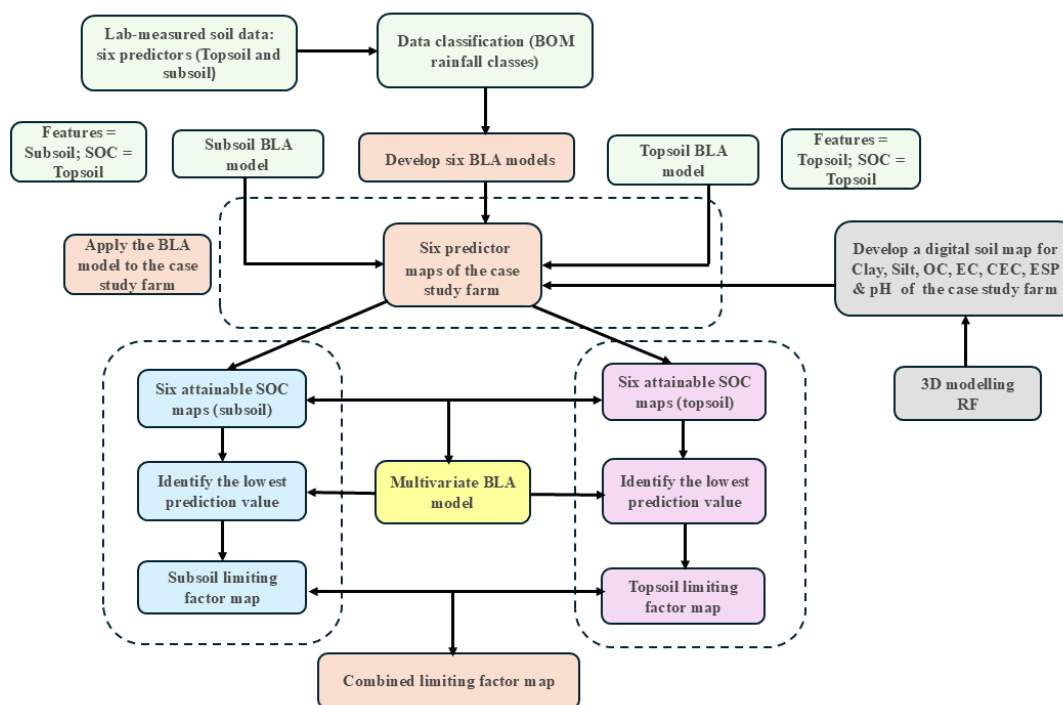 Lab-measured soil data:
six predictors (Topsoil and
subsoil)
Data classification (BOM
rainfall classes)
Features =
Subsoil; SOC =
Topsoil
Subsoil BLA
model
Develop six BLA models
Topsoil BLA
model
Features =
Topsoil; SOC =
Topsoil
Apply the BLA
model to the case
study farm
Six predictor
maps of the case
study farm
Develop a digital soil map for
Clay, Silt, OC, EC, CEC, ESP
& pH of the case study farm
Six attainable SOC
maps (subsoil)
Six attainable SOC
maps (topsoil)
3D modelling
RF
Identify the lowest
prediction value
Multivariate BLA
model
Identify the lowest
prediction value
Subsoil limiting
factor map
Topsoil limiting
factor map
Combined limiting factor map